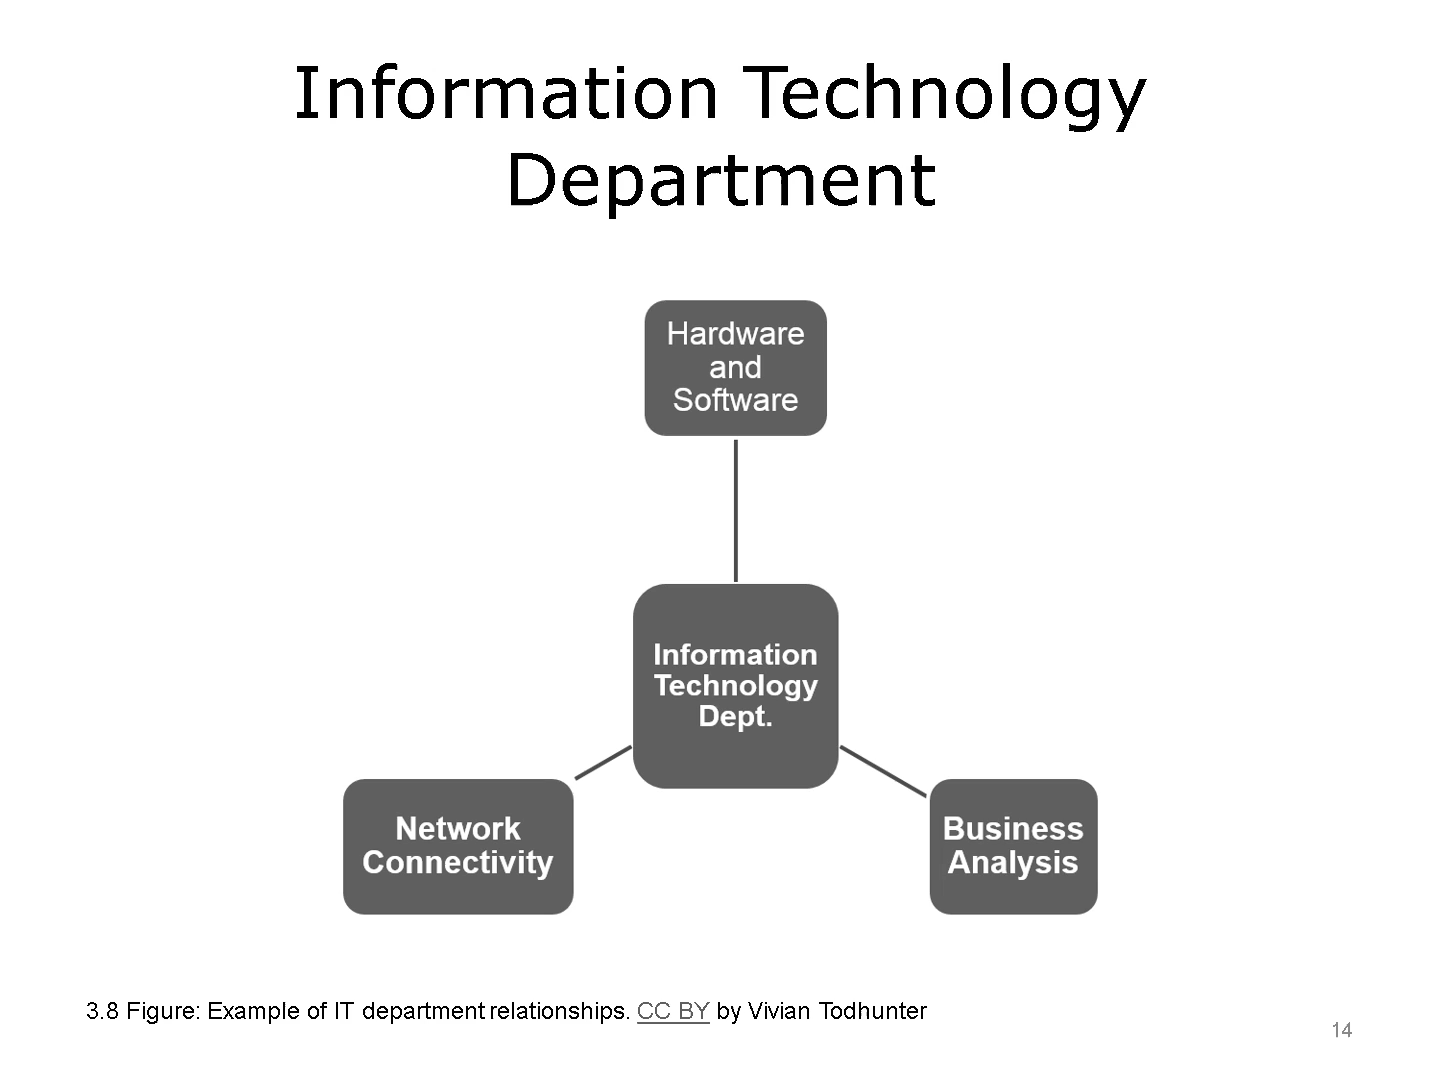 Information Technology
Department
Hardware
and
Software
Information
Technology
Dept.
Network
Connectivity
Business
Analysis
3.8 Figure: Example of IT department relationships. CC BY by Vivian Todhunter
14